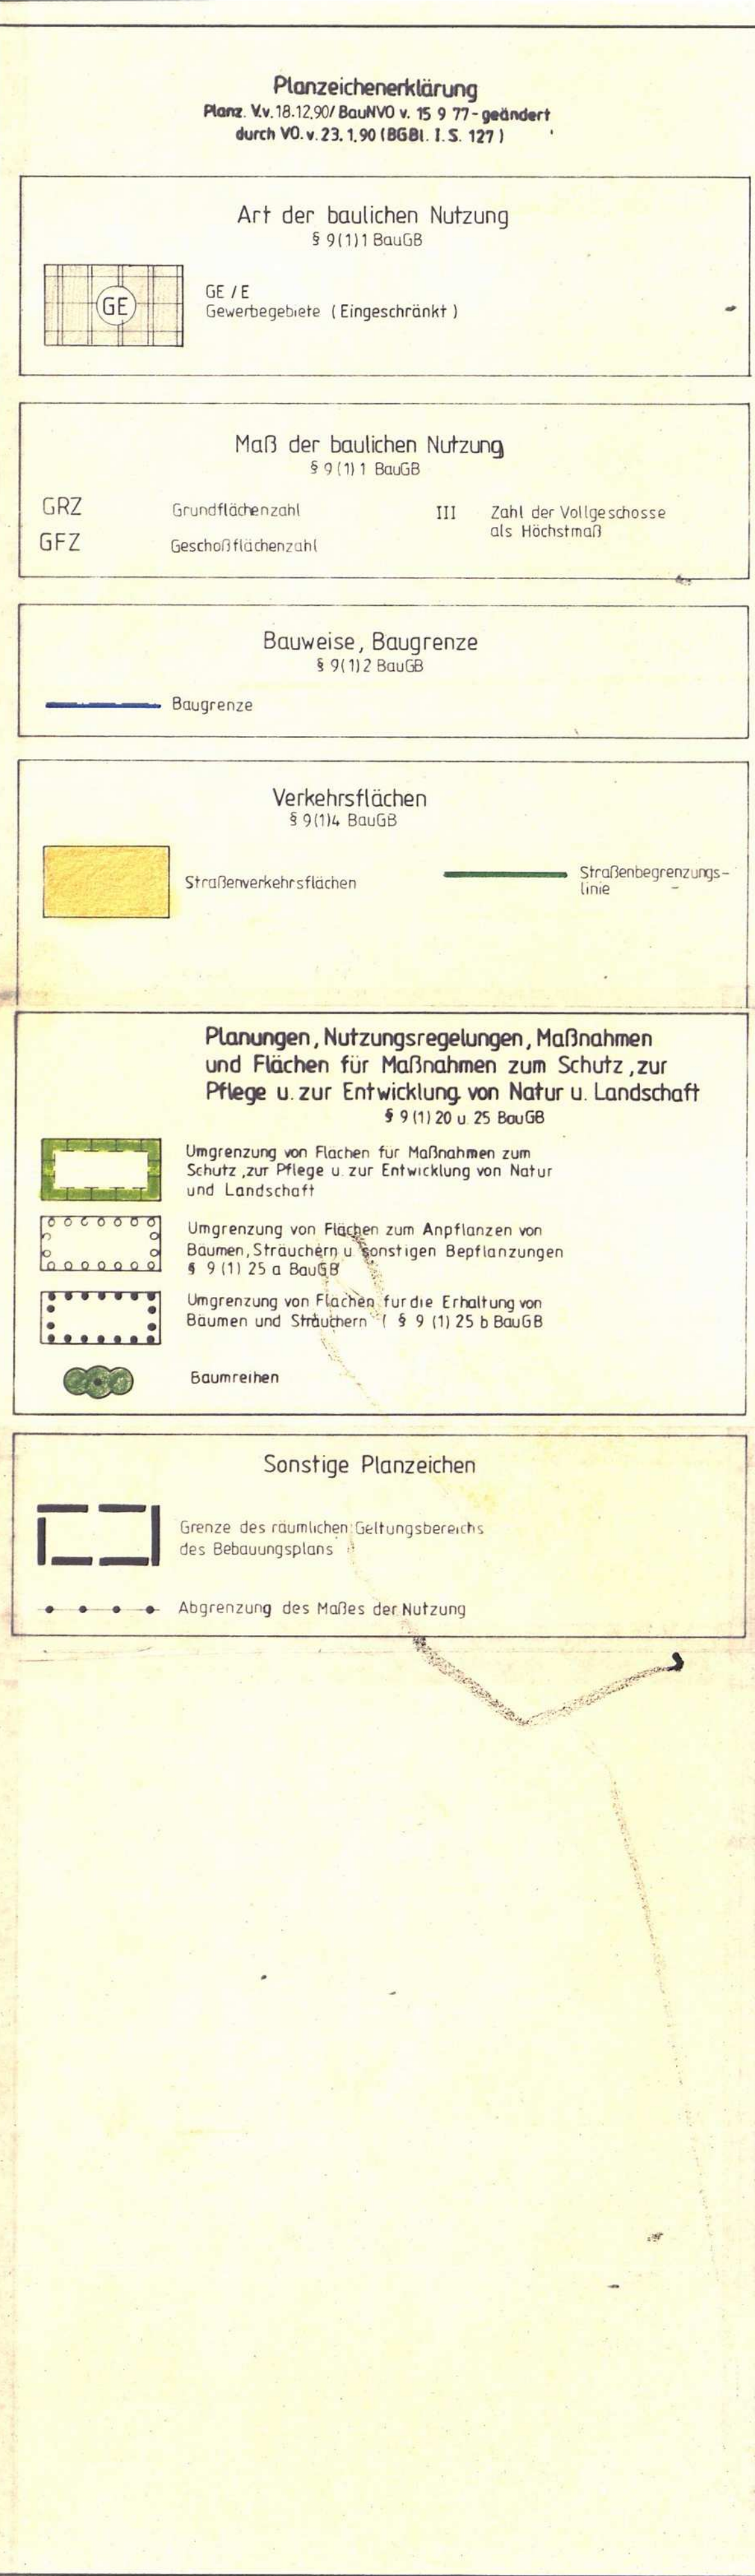 Planzeichenerklärung
Planz. V.v. 18.12.90/ BauNVO v. 15 9 77 - geändert
durch VO. v. 23.1.90 (BGBl. I. S. 127 )
Art der baulichen Nutzung
§ 9(1)1 BauGB
GE
GE / E
Gewerbegebiete ( Eingeschränkt )
Maß der baulichen Nutzung
§ 9 (1) 1 BauGB
GRZ Grundflächenzahl III Zahl der Vollgeschosse
als Höchstmaß
GFZ Geschoßflächenzahl
Bauweise, Baugrenze
§ 9(1)2 BauGB
Baugrenze
Verkehrsflächen
§ 9(1)4 BauGB
Straßenverkehrsflächen
Straßenbegrenzungs-
linie
Planungen, Nutzungsregelungen, Maßnahmen
und Flächen für Maßnahmen zum Schutz ,zur
Pflege u. zur Entwicklung von Natur u. Landschaft
§ 9 (1) 20 u. 25 BauGB
Umgrenzung von Flachen fur Maßnahmen zum
Schutz ,zur Pflege u. zur Entwicklung von Natur
und Landschaft
Umgrenzung von Flächen zum Anpflanzen von
Bäumen, Sträuchern u. sonstigen Bepflanzungen
§ 9 (1) 25 a BauGB
Umgrenzung von Flachen fur die Erhaltung von
Bäumen und Sträuchern ( § 9 (1) 25 b BauGB
Baumreihen
Sonstige Planzeichen
Grenze des räumlichen Geltungsbereichs
des Bebauungsplans
Abgrenzung des Maßes der Nutzung